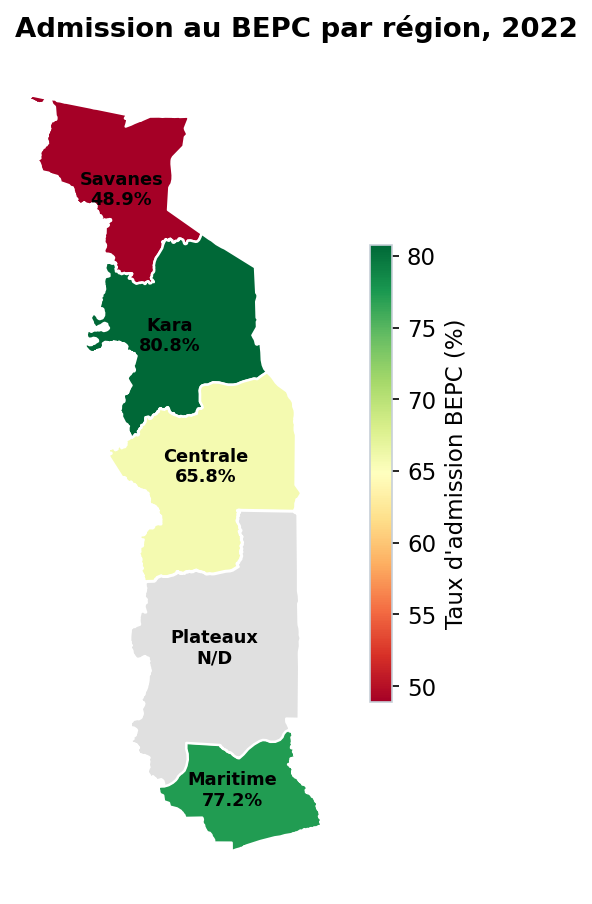 Admission au BEPC par région, 2022
Savanes
48.9%
Kara
80.8%
Centrale
65.8%
Plateaux
N/D
Maritime
77.2%
80
75
70
65
60
55
50
Taux d'admission BEPC (%)